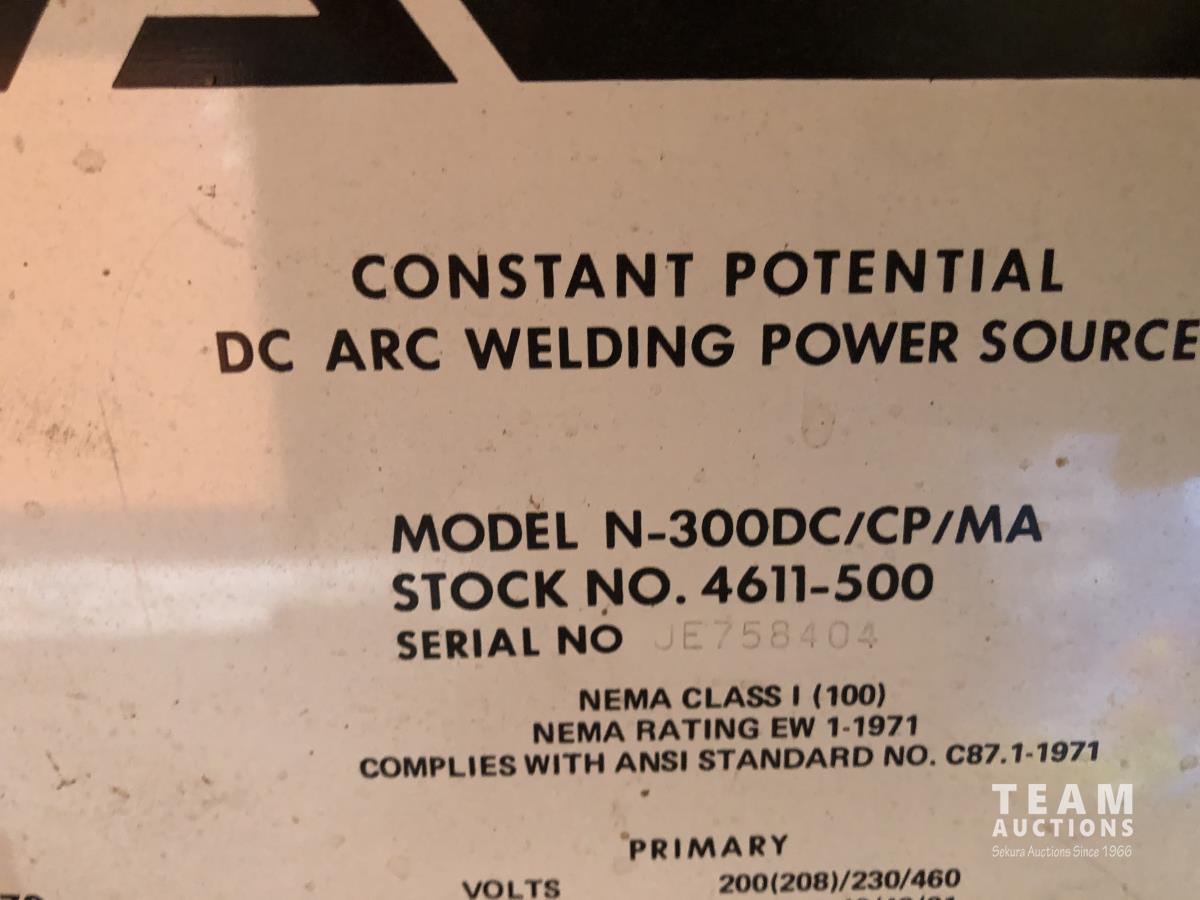 CONSTANT POTENTIAL
DC ARC WELDING POWER SOURCE
MODEL N-300DC/CP/MA
STOCK NO. 4611-500
SERIAL NO JE758404
NEMA CLASS I (100)
NEMA RATING EW 1-1971
COMPLIES WITH ANSI STANDARD NO. C87.1-1971
PRIMARY
VOLTS 200(208)/230/460
TEAM
AUCTIONS
Sekura Auctions Since 1966